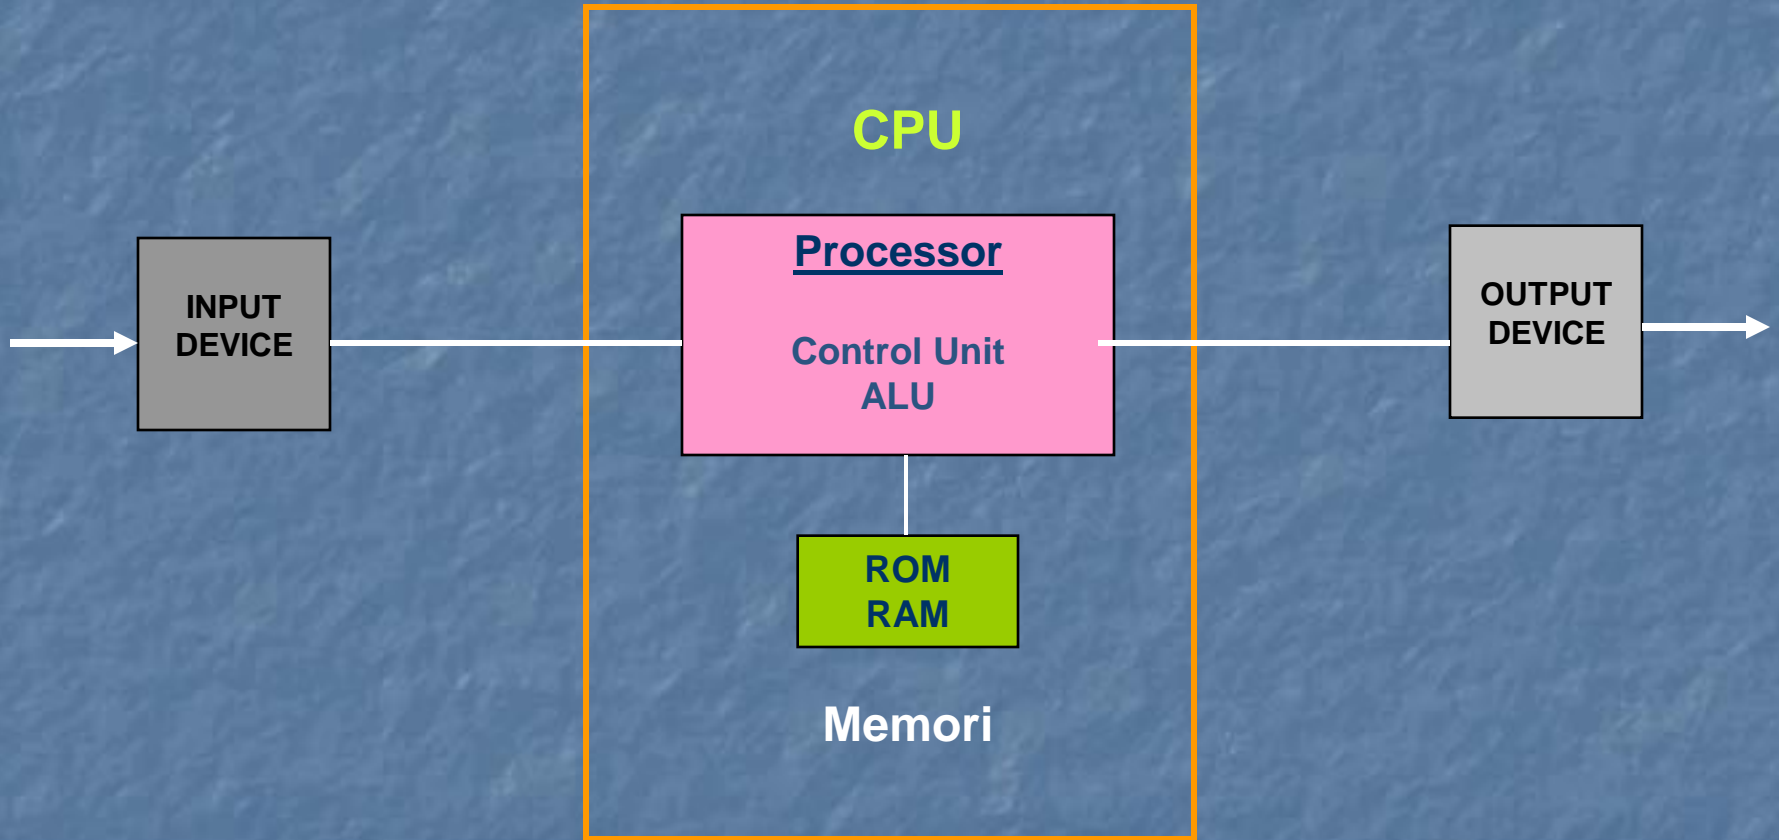 CPU
INPUT
DEVICE
Processor
Control Unit
ALU
OUTPUT
DEVICE
ROM
RAM
Memori